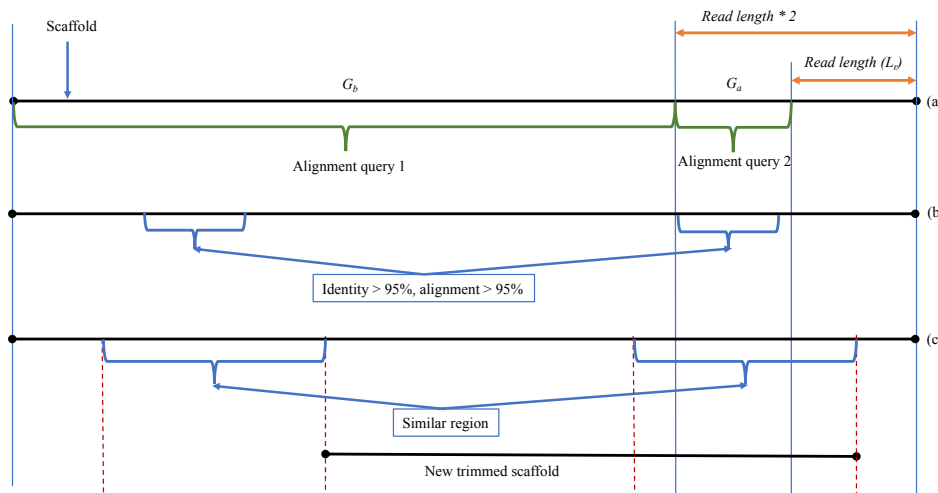 Scaffold
Read length * 2
Read length (Lr)
Gb
Ga
(a
Alignment query 1
Alignment query 2
(b
Identity > 95%, alignment > 95%
(c
Similar region
New trimmed scaffold